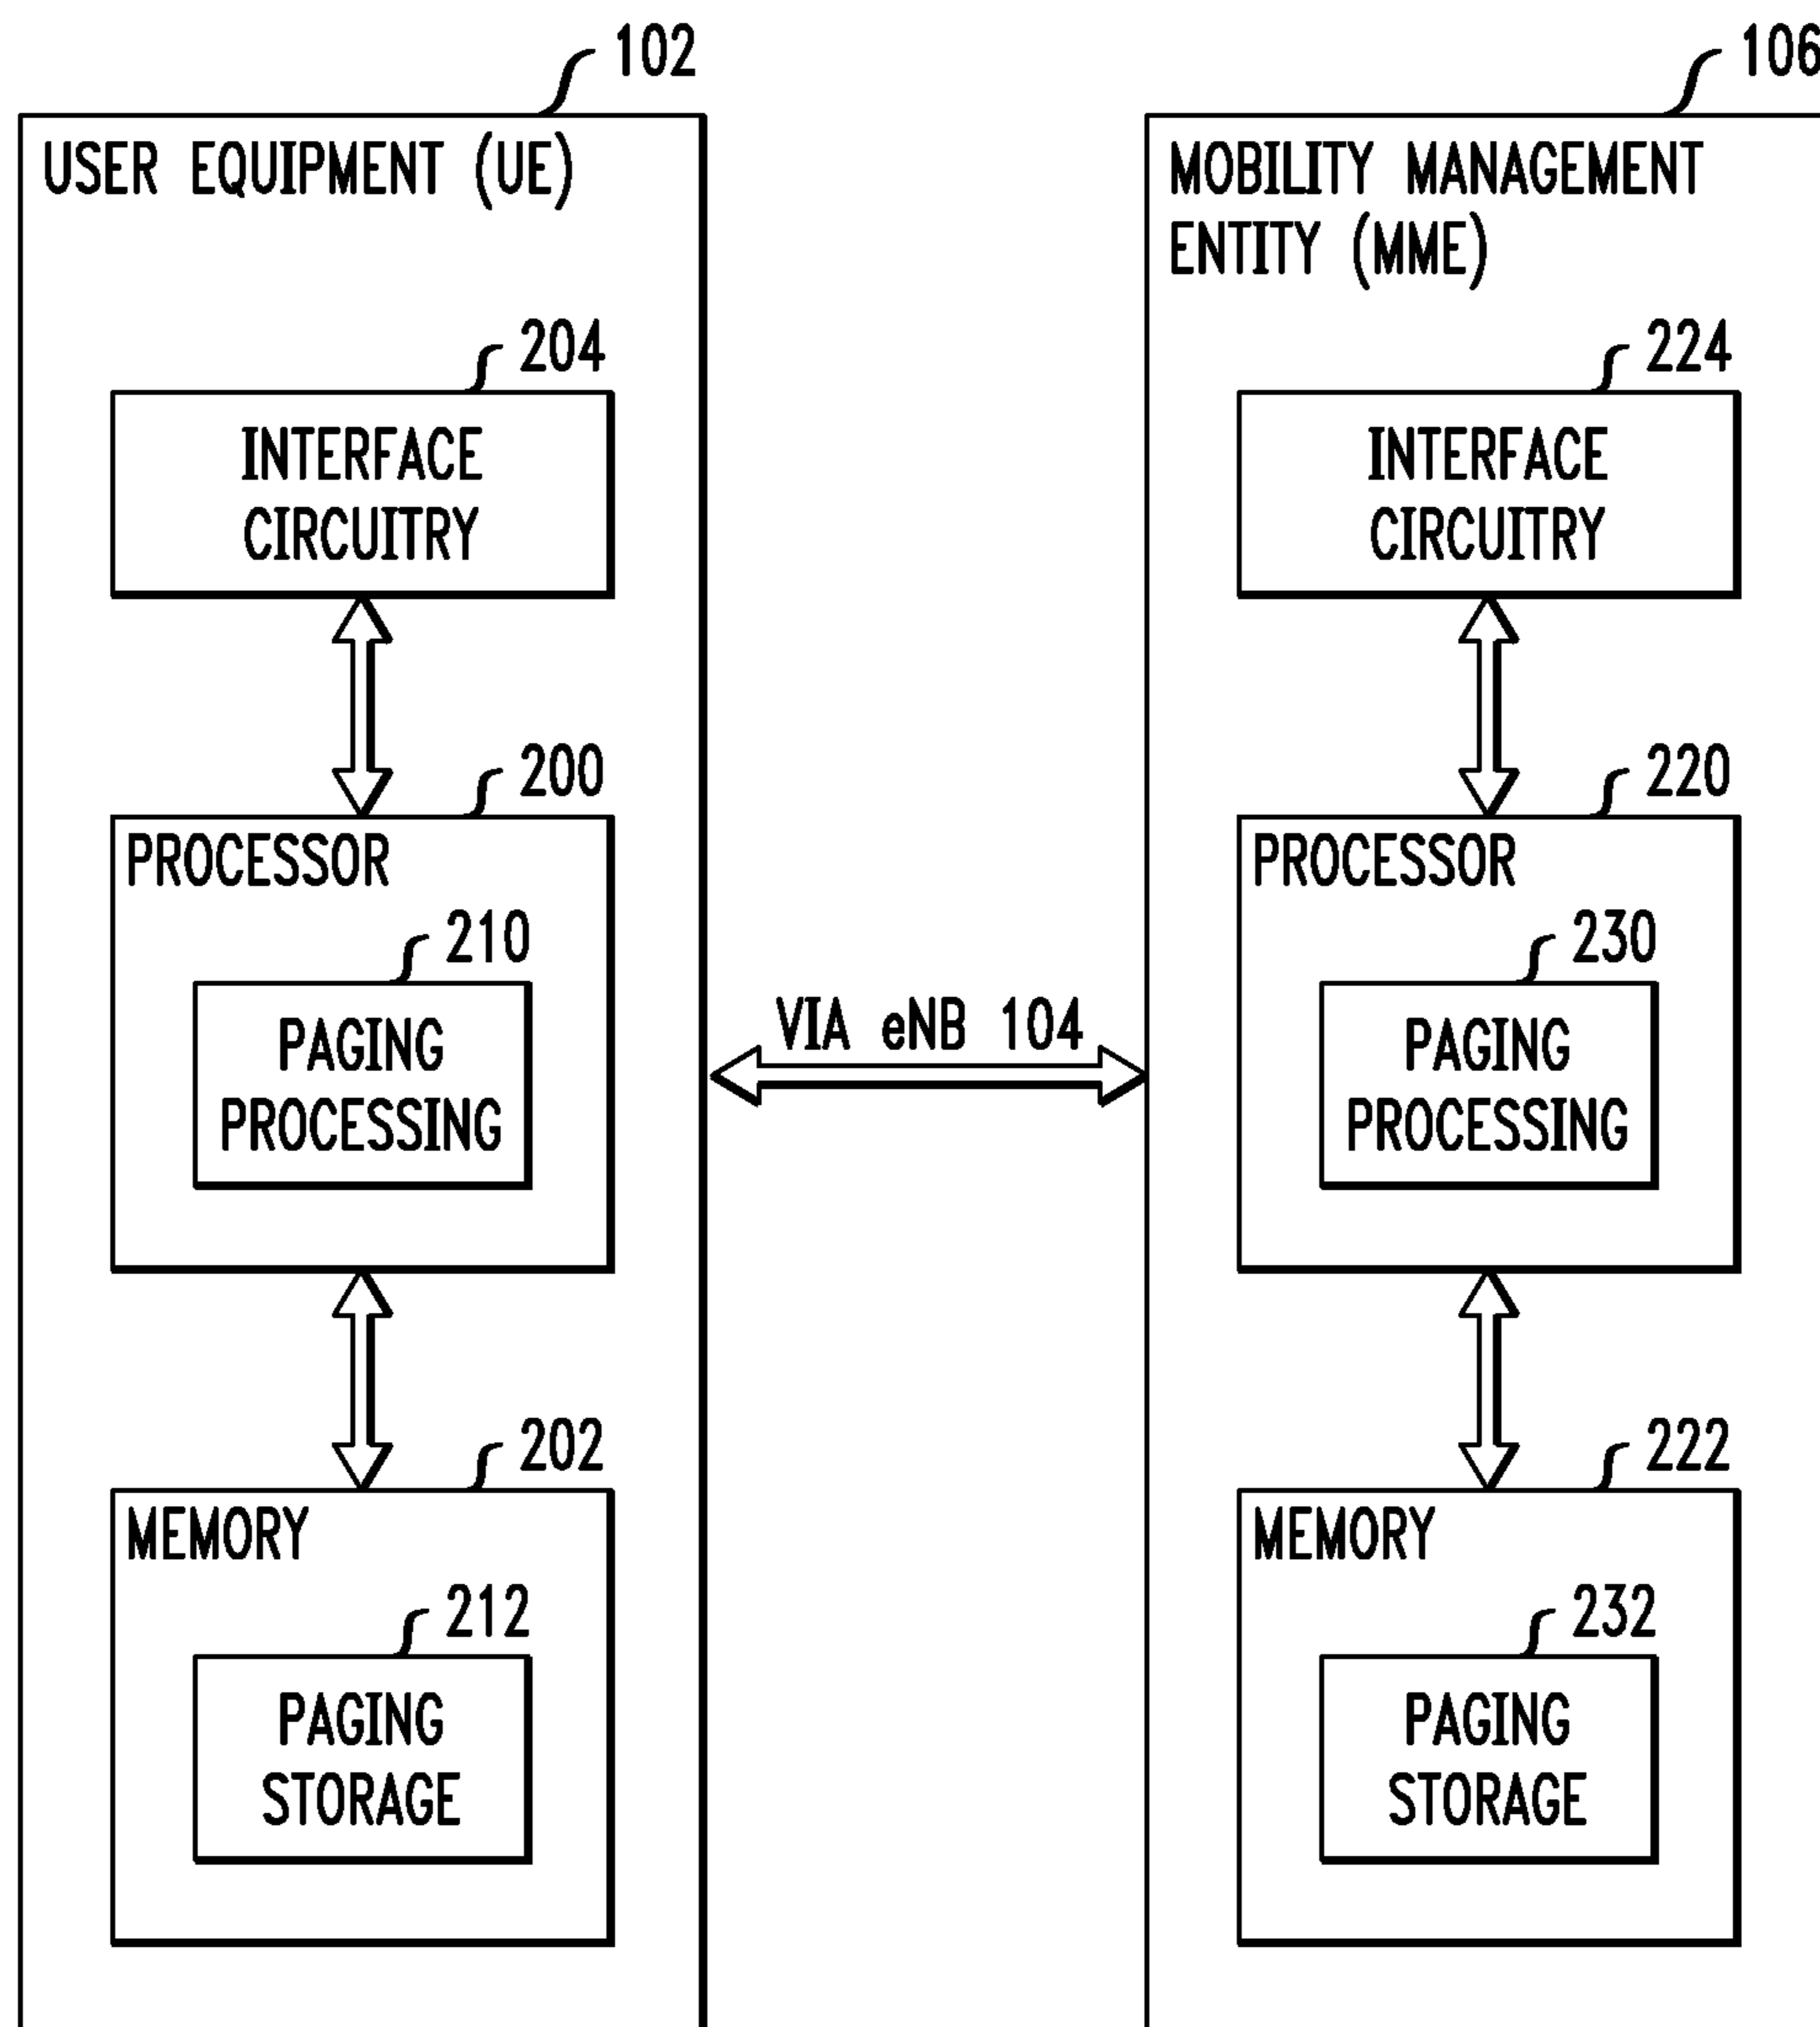 102
USER EQUIPMENT (UE)
204
INTERFACE
CIRCUITRY
200
PROCESSOR
210
PAGING
PROCESSING
202
MEMORY
212
PAGING
STORAGE
VIA eNB 104
106
MOBILITY MANAGEMENT
ENTITY (MME)
224
INTERFACE
CIRCUITRY
220
PROCESSOR
230
PAGING
PROCESSING
222
MEMORY
232
PAGING
STORAGE